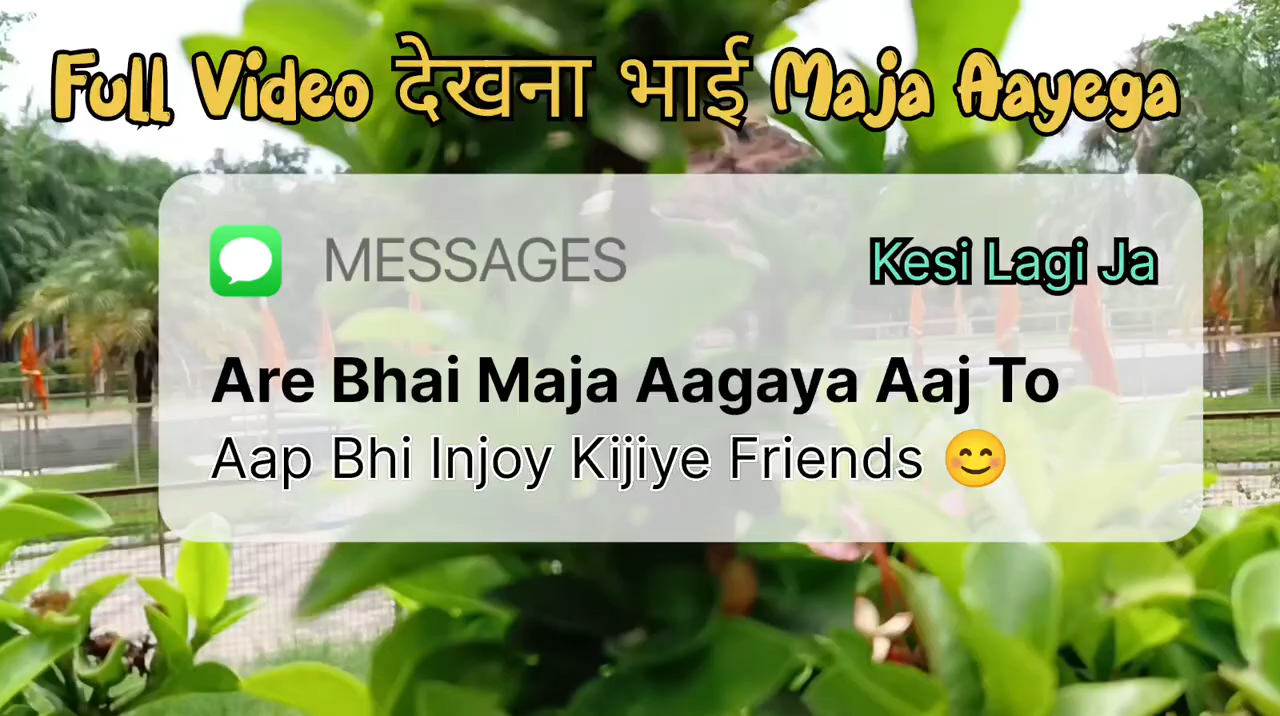 Full Video देखना भाई Maja Aayega
MESSAGES
Kesi Lagi Ja
Are Bhai Maja Aagaya Aaj To
Aap Bhi Injoy Kijiye Friends 😊